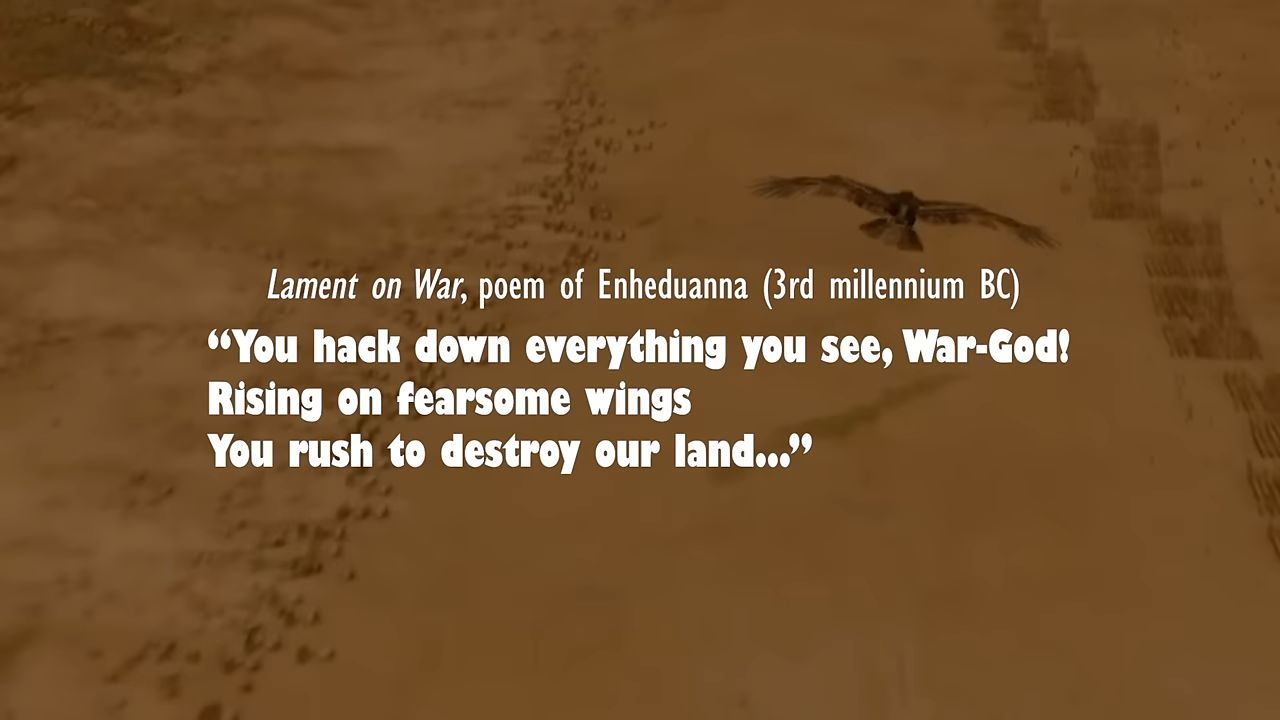 Lament on War, poem of Enheduanna (3rd millennium BC)
“You hack down everything you see, War-God!
Rising on fearsome wings
You rush to destroy our land...”